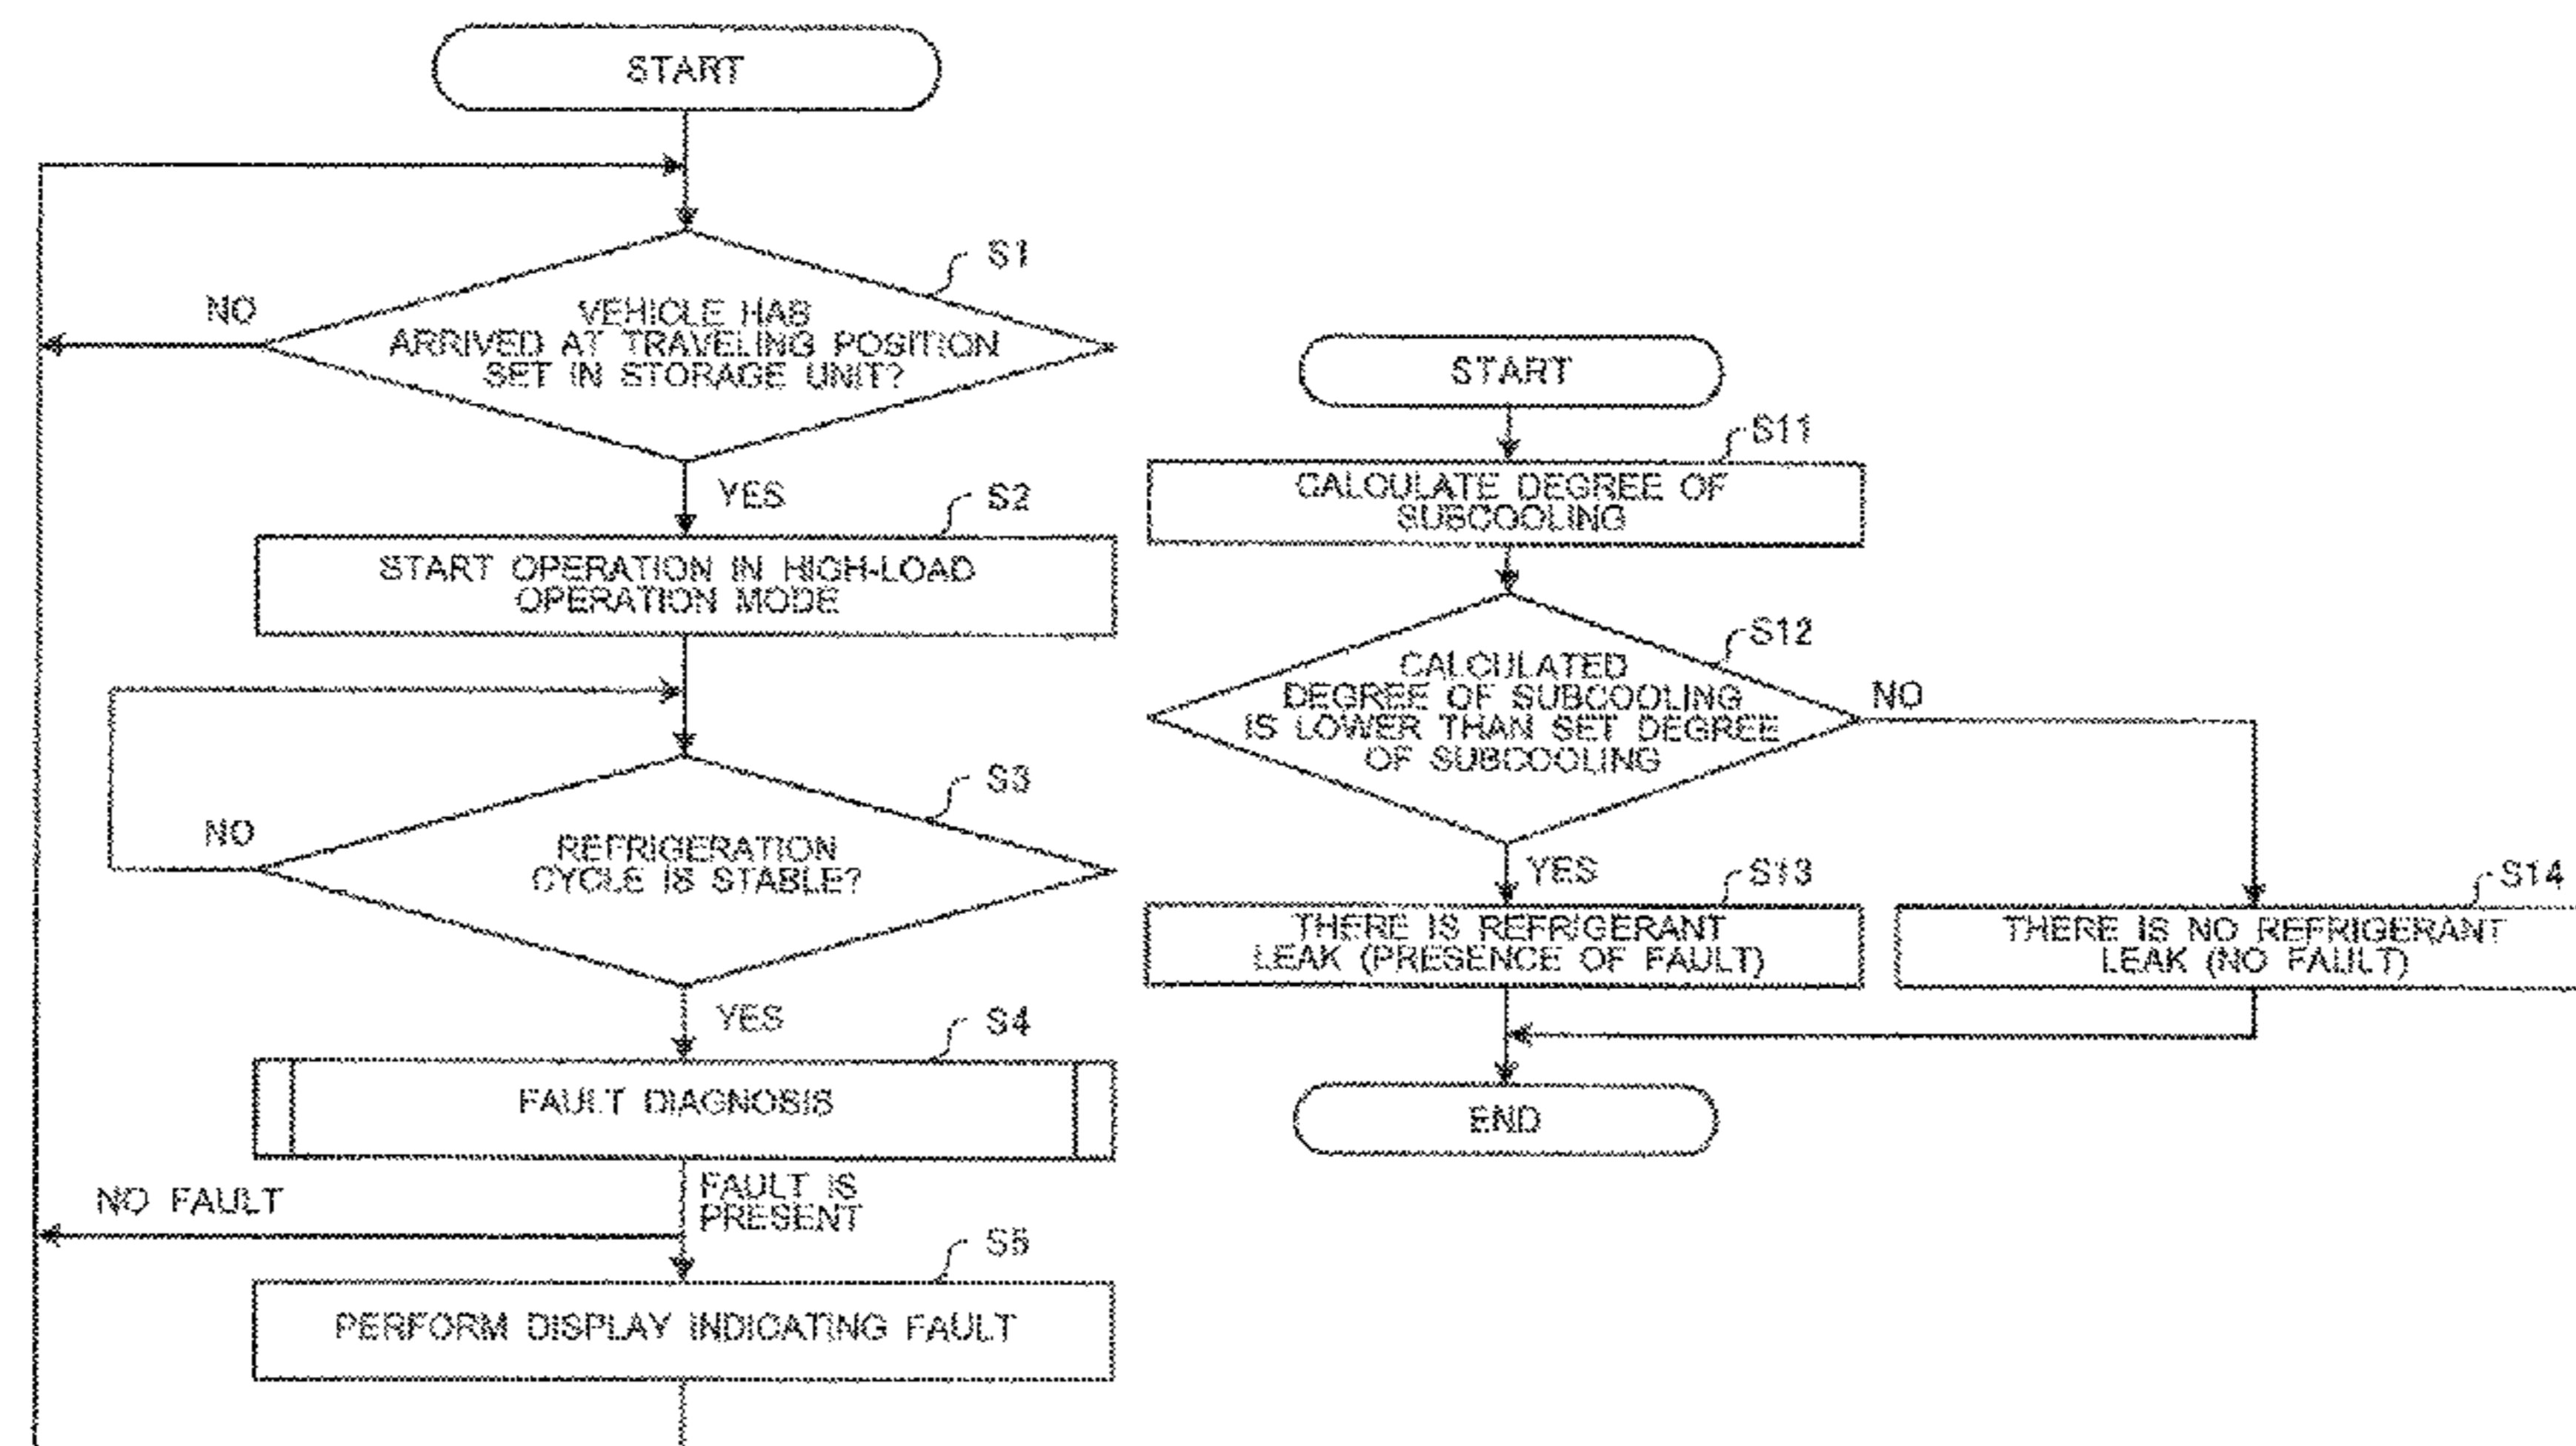 START
S1
VEHICLE HAS
ARRIVED AT TRAVELING POSITION
SET IN STORAGE UNIT?
NO
YES
S2
START OPERATION IN HIGH-LOAD
OPERATION MODE
S3
REFRIGERATION
CYCLE IS STABLE?
NO
YES
S4
FAULT DIAGNOSIS
NO FAULT
FAULT IS
PRESENT
S5
PERFORM DISPLAY INDICATING FAULT
START
S11
CALCULATE DEGREE OF
SUBCOOLING
S12
CALCULATED
DEGREE OF SUBCOOLING
IS LOWER THAN SET DEGREE
OF SUBCOOLING
NO
YES
S13
THERE IS REFRIGERANT
LEAK (PRESENCE OF FAULT)
S14
THERE IS NO REFRIGERANT
LEAK (NO FAULT)
END